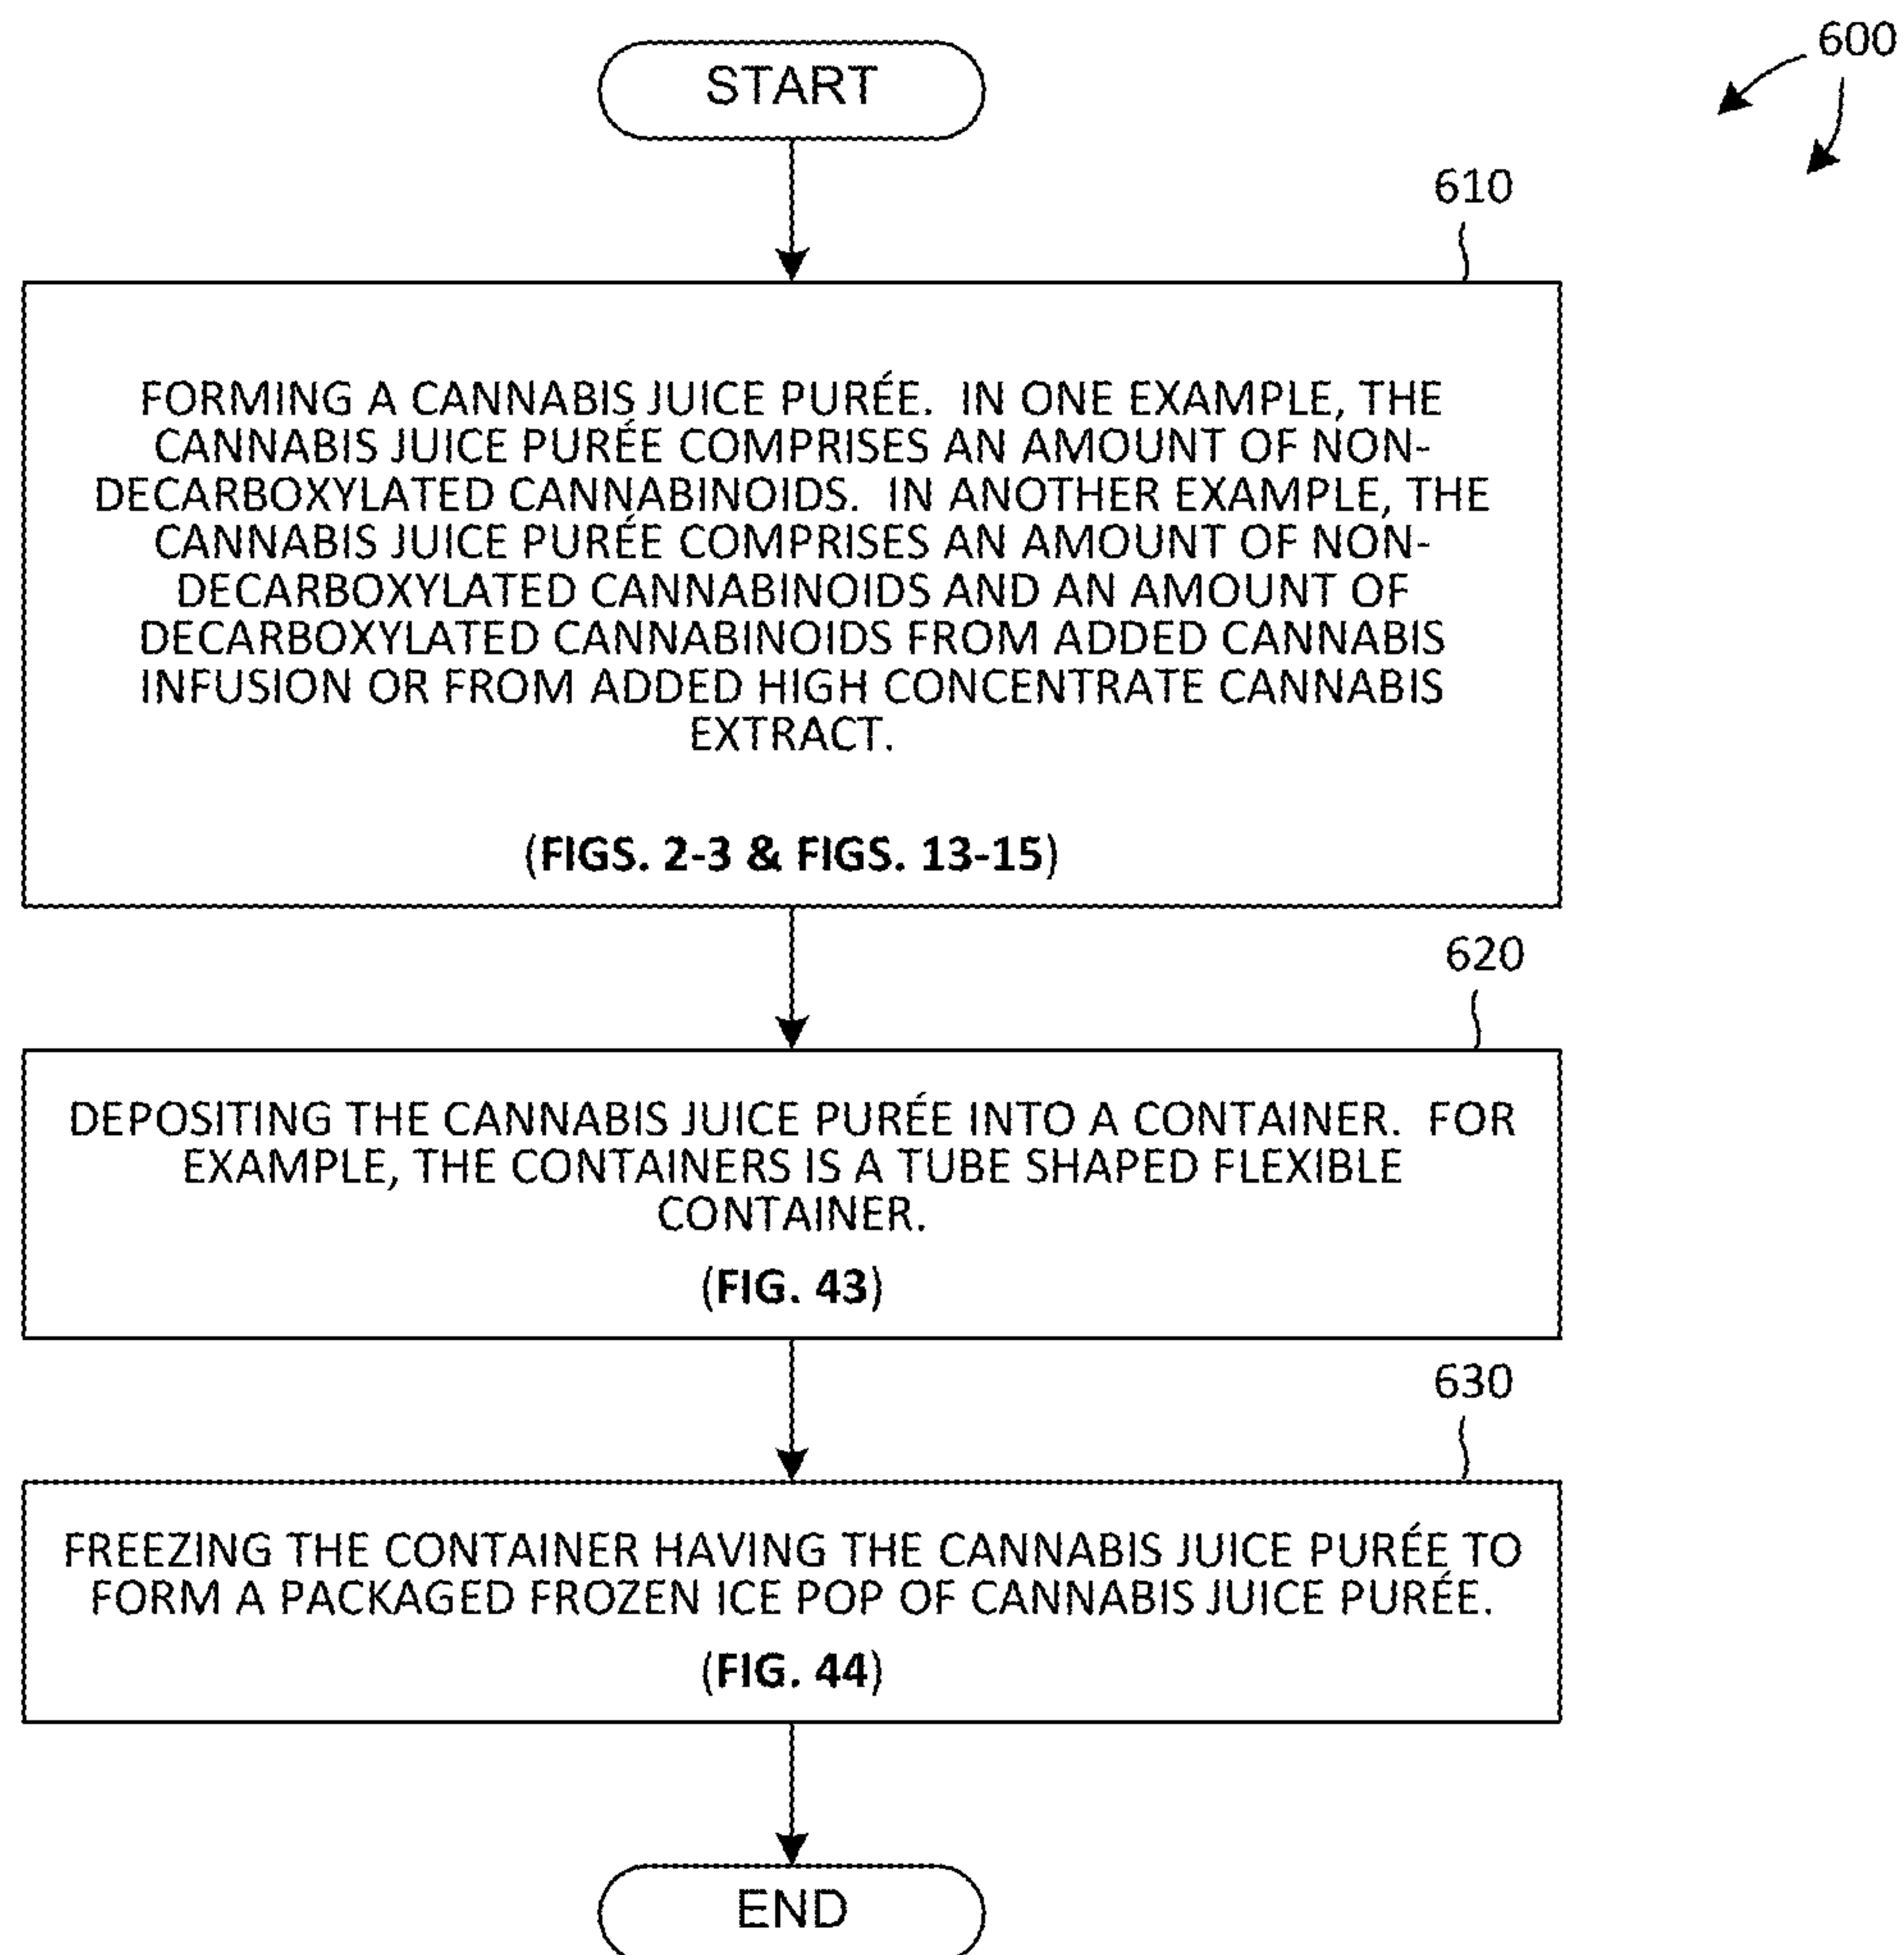 START
600
610
FORMING A CANNABIS JUICE PURÉE. IN ONE EXAMPLE, THE
CANNABIS JUICE PURÉE COMPRISES AN AMOUNT OF NON-
DECARBOXYLATED CANNABINOIDS. IN ANOTHER EXAMPLE, THE
CANNABIS JUICE PURÉE COMPRISES AN AMOUNT OF NON-
DECARBOXYLATED CANNABINOIDS AND AN AMOUNT OF
DECARBOXYLATED CANNABINOIDS FROM ADDED CANNABIS
INFUSION OR FROM ADDED HIGH CONCENTRATE CANNABIS
EXTRACT.
(FIGS. 2-3 & FIGS. 13-15)
620
DEPOSITING THE CANNABIS JUICE PURÉE INTO A CONTAINER. FOR
EXAMPLE, THE CONTAINERS IS A TUBE SHAPED FLEXIBLE
CONTAINER.
(FIG. 43)
630
FREEZING THE CONTAINER HAVING THE CANNABIS JUICE PURÉE TO
FORM A PACKAGED FROZEN ICE POP OF CANNABIS JUICE PURÉE.
(FIG. 44)
END